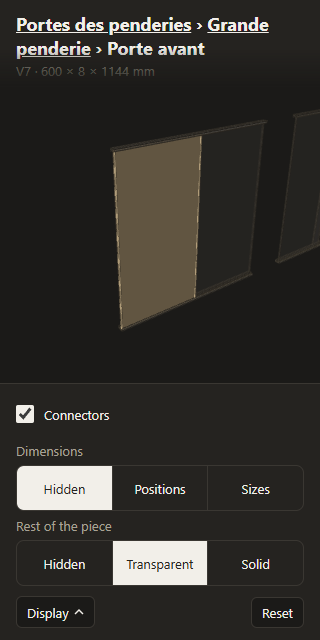 Portes des penderies › Grande
penderie › Porte avant
V7 · 600 × 8 × 1144 mm
Connectors
Dimensions
Hidden
Positions
Sizes
Rest of the piece
Hidden
Transparent
Solid
Display
Reset